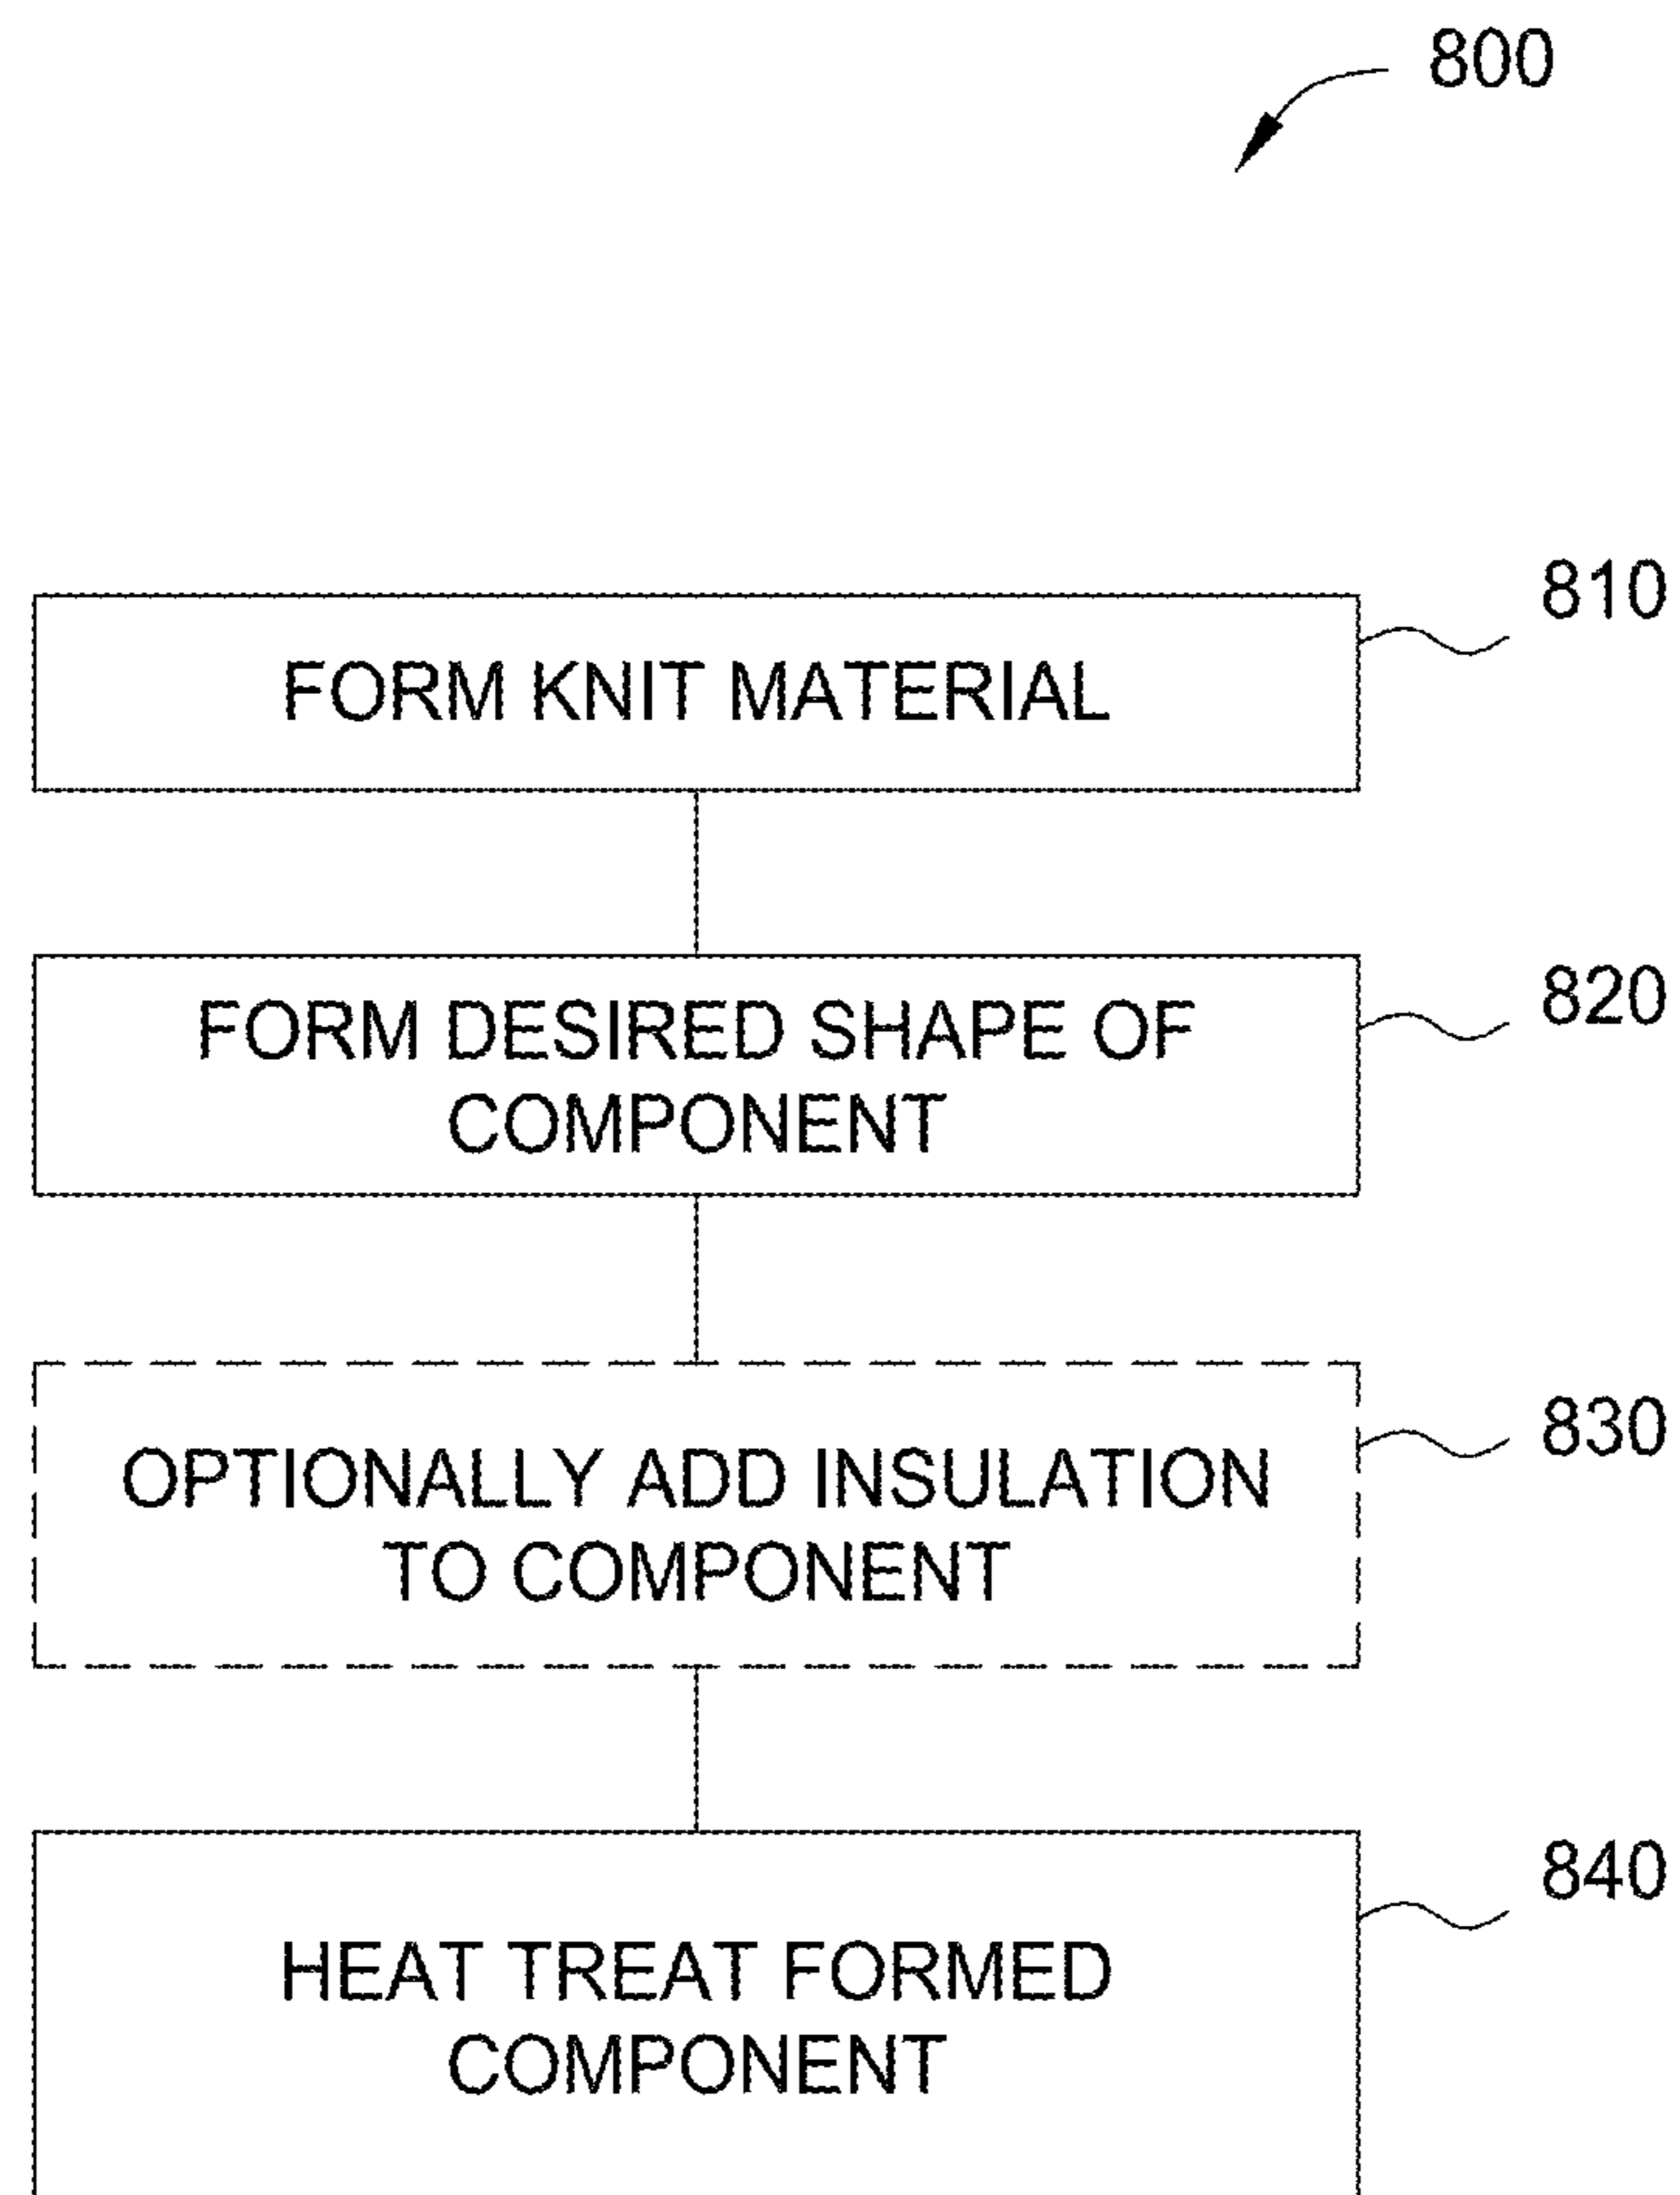 800
810
FORM KNIT MATERIAL
820
FORM DESIRED SHAPE OF
COMPONENT
830
OPTIONALLY ADD INSULATION
TO COMPONENT
840
HEAT TREAT FORMED
COMPONENT